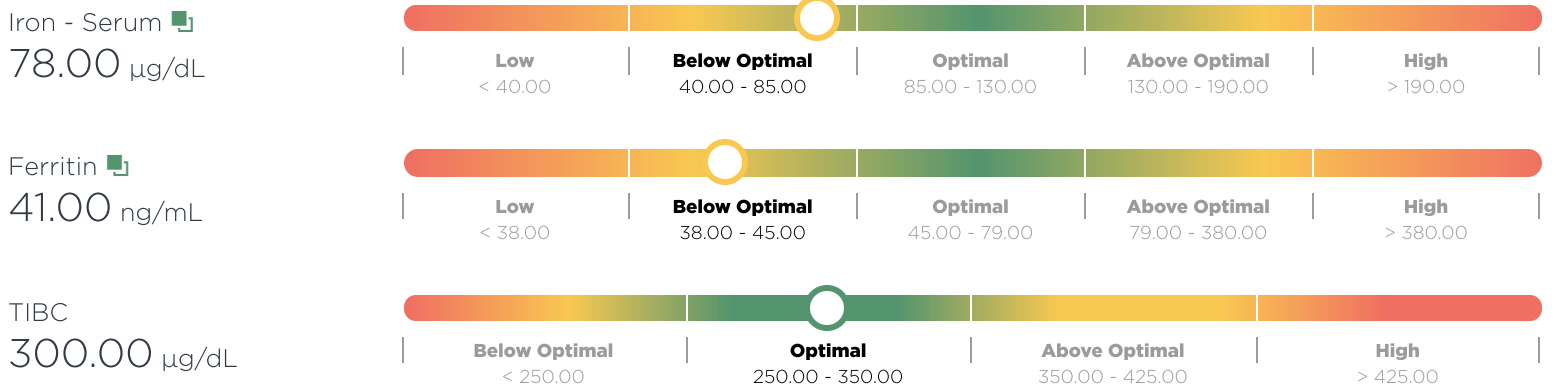 Iron - Serum
78.00 µg/dL
Low Below Optimal Optimal Above Optimal High
< 40.00 40.00 - 85.00 85.00 - 130.00 130.00 - 190.00 > 190.00
Ferritin
41.00 ng/mL
Low Below Optimal Optimal Above Optimal High
< 38.00 38.00 - 45.00 45.00 - 79.00 79.00 - 380.00 > 380.00
TIBC
300.00 µg/dL
Below Optimal Optimal Above Optimal High
< 250.00 250.00 - 350.00 350.00 - 425.00 > 425.00